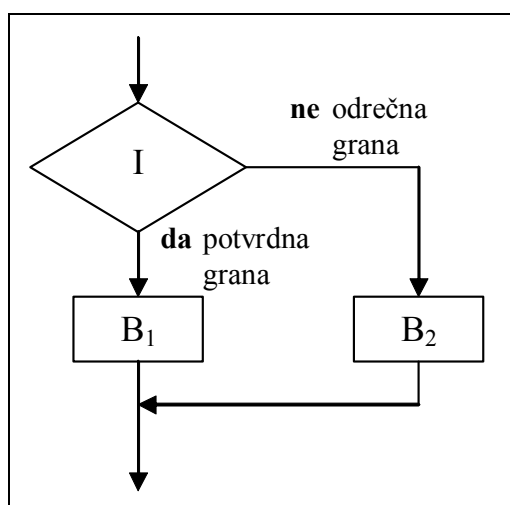 ne odrečna
grana
I
da potvrdna
grana
B₁
B₂